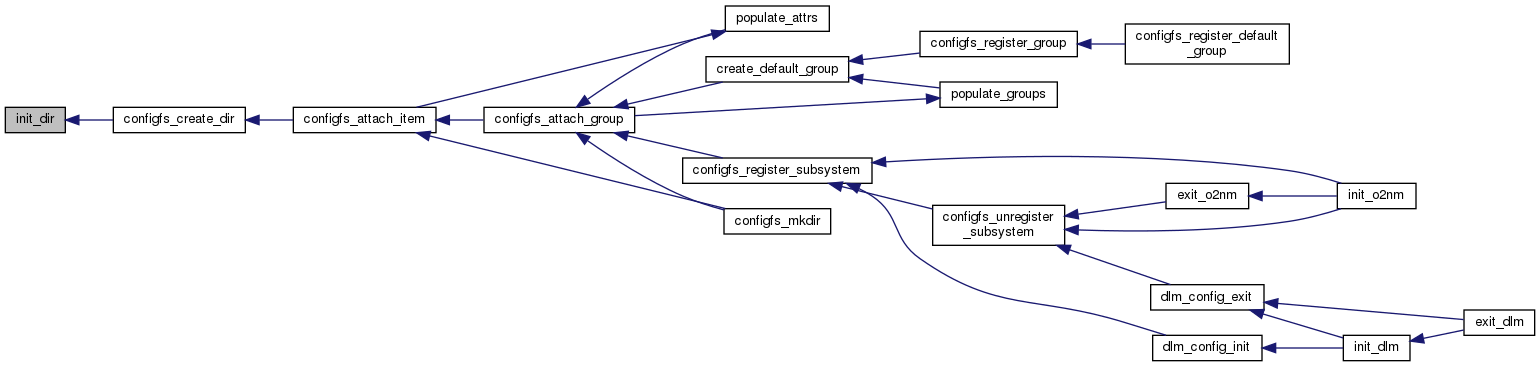 populate_attrs
configfs_register_group
configfs_register_default
_group
create_default_group
populate_groups
init_dir
configfs_create_dir
configfs_attach_item
configfs_attach_group
configfs_register_subsystem
exit_o2nm
init_o2nm
configfs_mkdir
configfs_unregister
_subsystem
dlm_config_exit
exit_dlm
dlm_config_init
init_dlm